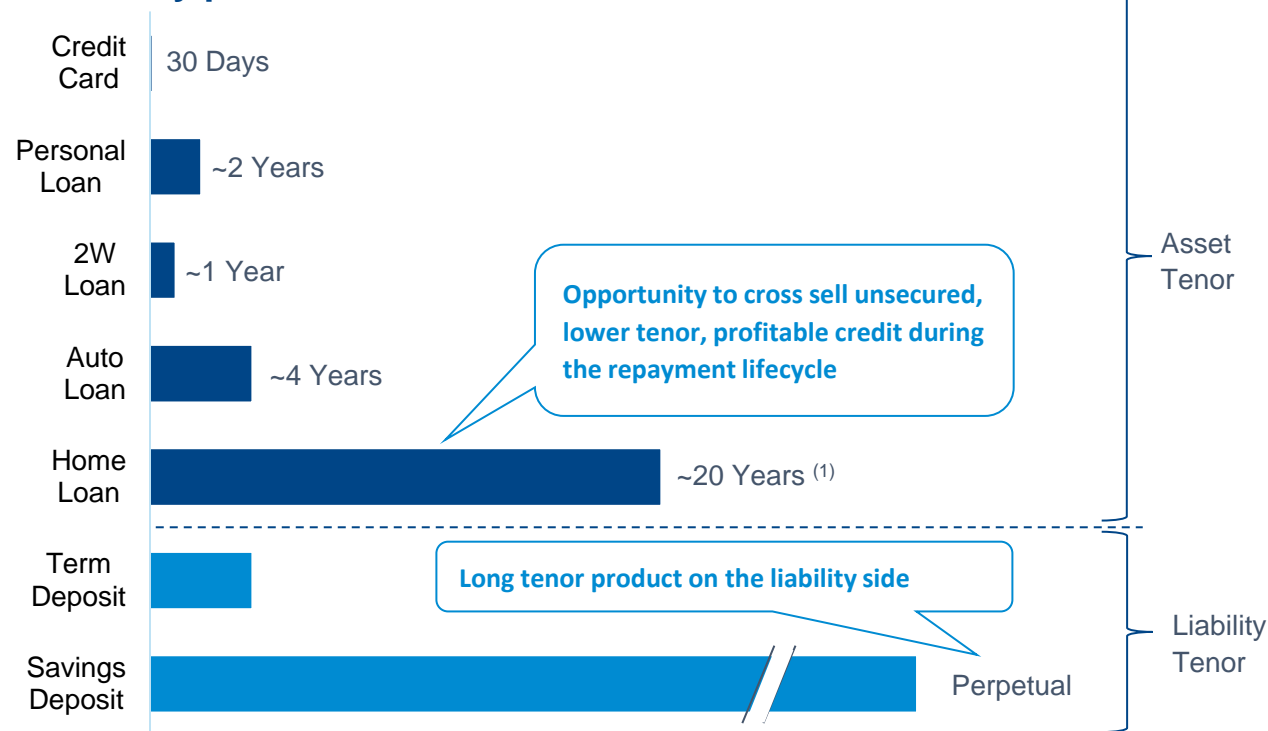 Credit
Card
30 Days
Personal
Loan
~2 Years
2W
Loan
~1 Year
Auto
Loan
~4 Years
Opportunity to cross sell unsecured,
lower tenor, profitable credit during
the repayment lifecycle
Asset
Tenor
Home
Loan
~20 Years (1)
Term
Deposit
Long tenor product on the liability side
Savings
Deposit
Perpetual
Liability
Tenor